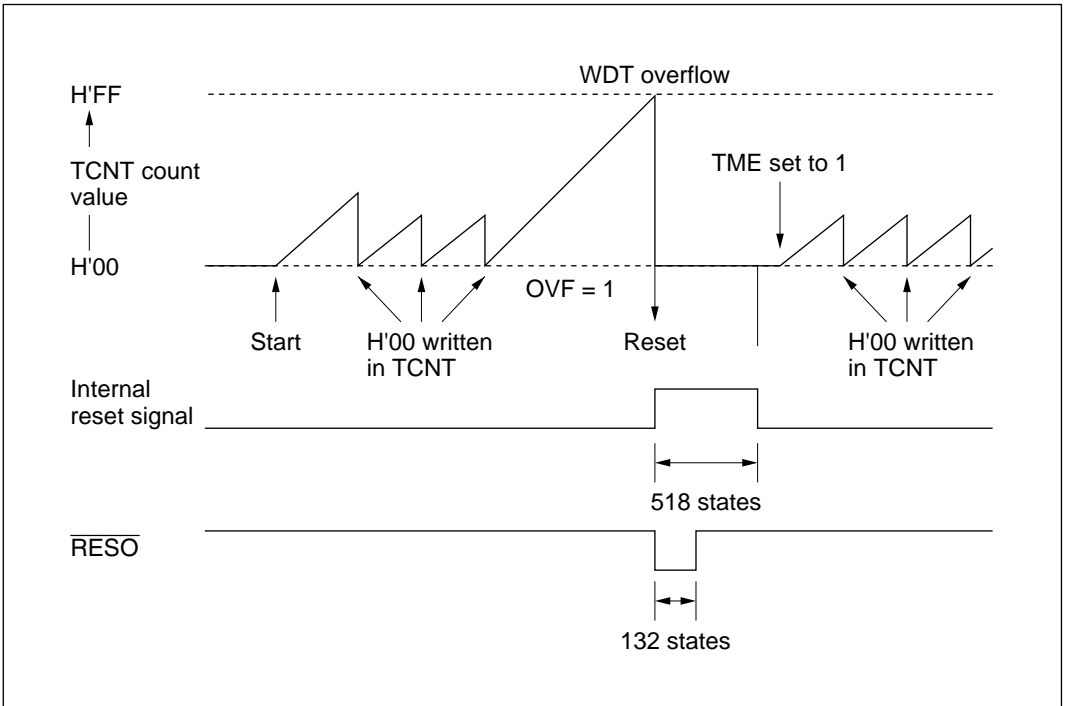 WDT overflow
H'FF
TME set to 1
TCNT count
value
H'00
OVF = 1
Start
H'00 written
in TCNT
Reset
H'00 written
in TCNT
Internal
reset signal
518 states
RESO
132 states